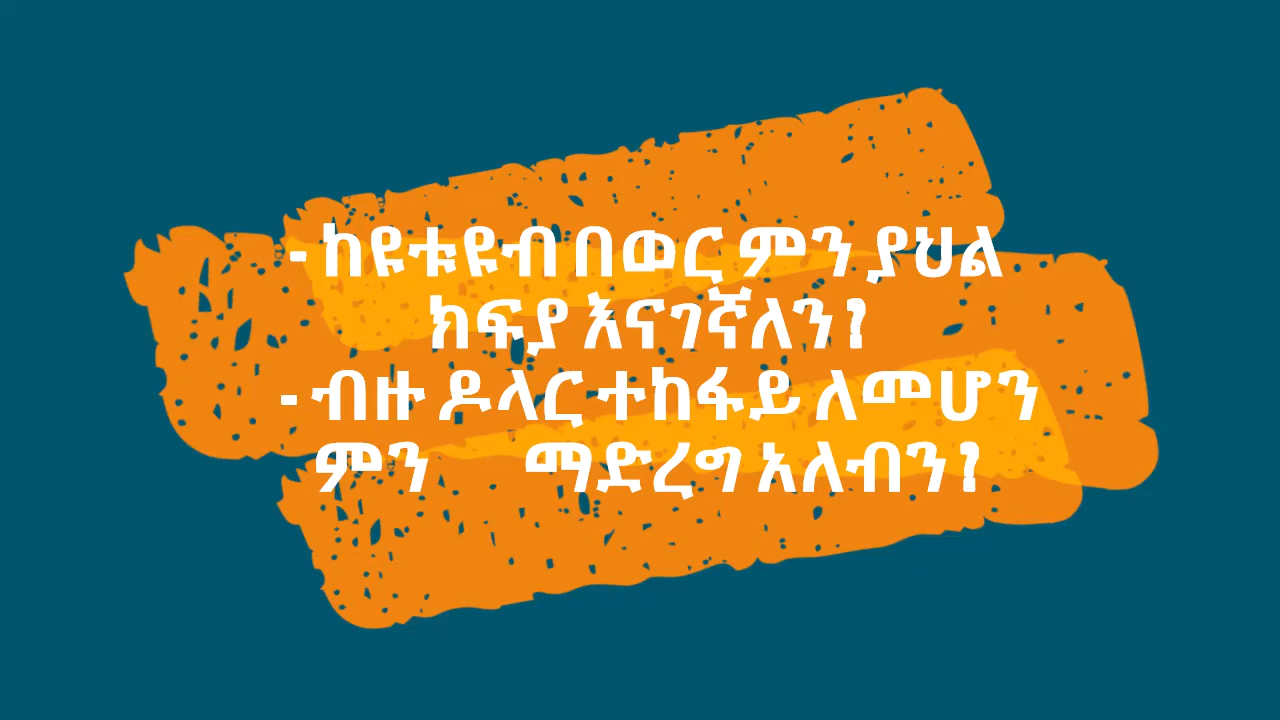 - ከዩቱዩብ በወር ምን ያህል
ክፍያ እናገኛለን?
- ብዙ ዶላር ተከፋይ ለመሆን
ምን ማድረግ አለብን?